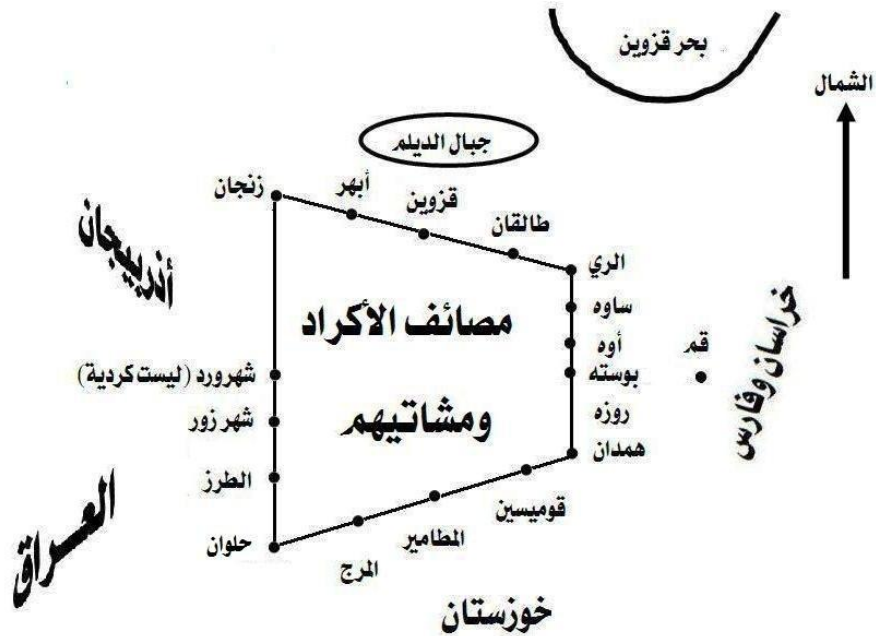 بحر قزوين
الشمال
جبال الديلم
زنجان
أبهر
قزوين
طالقان
الري
أذربيجان
مصائف الأكراد
ومشاتيهم
ساوه
أوه
قم
بوسته
روزه
همدان
خراسان وفارس
شهرورد (ليست كردية)
شهر زور
الطرز
حلوان
العراق
قوميسين
المطامير
المرج
خوزستان